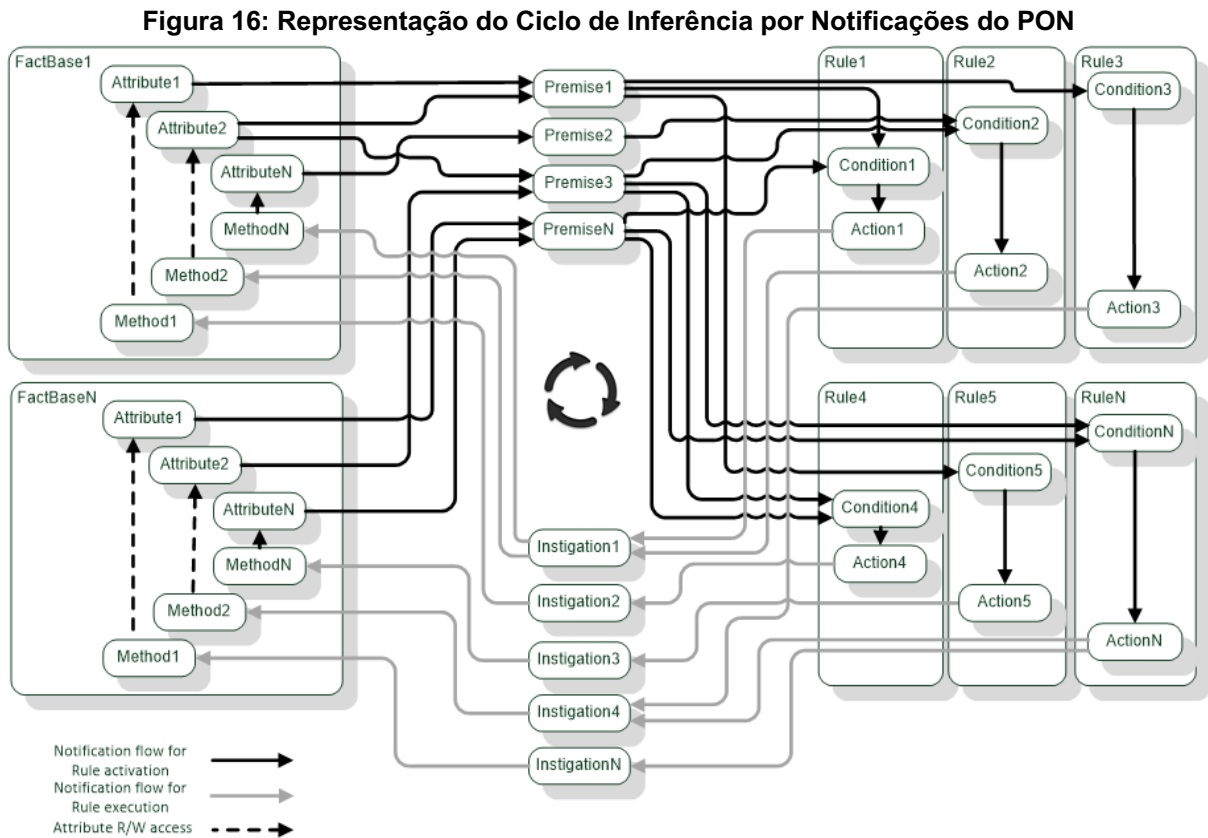 Figura 16: Representação do Ciclo de Inferência por Notificações do PON
FactBase1
Attribute1
Attribute2
AttributeN
MethodN
Method2
Method1
Premise1
Premise2
Premise3
PremiseN
Rule1
Condition1
Action1
Rule2
Condition2
Action2
Rule3
Condition3
Action3
FactBaseN
Attribute1
Attribute2
AttributeN
MethodN
Method2
Method1
Instigation1
Instigation2
Instigation3
Instigation4
InstigationN
Rule4
Condition4
Action4
Rule5
Condition5
Action5
RuleN
ConditionN
ActionN
Notification flow for
Rule activation
Notification flow for
Rule execution
Attribute R/W access